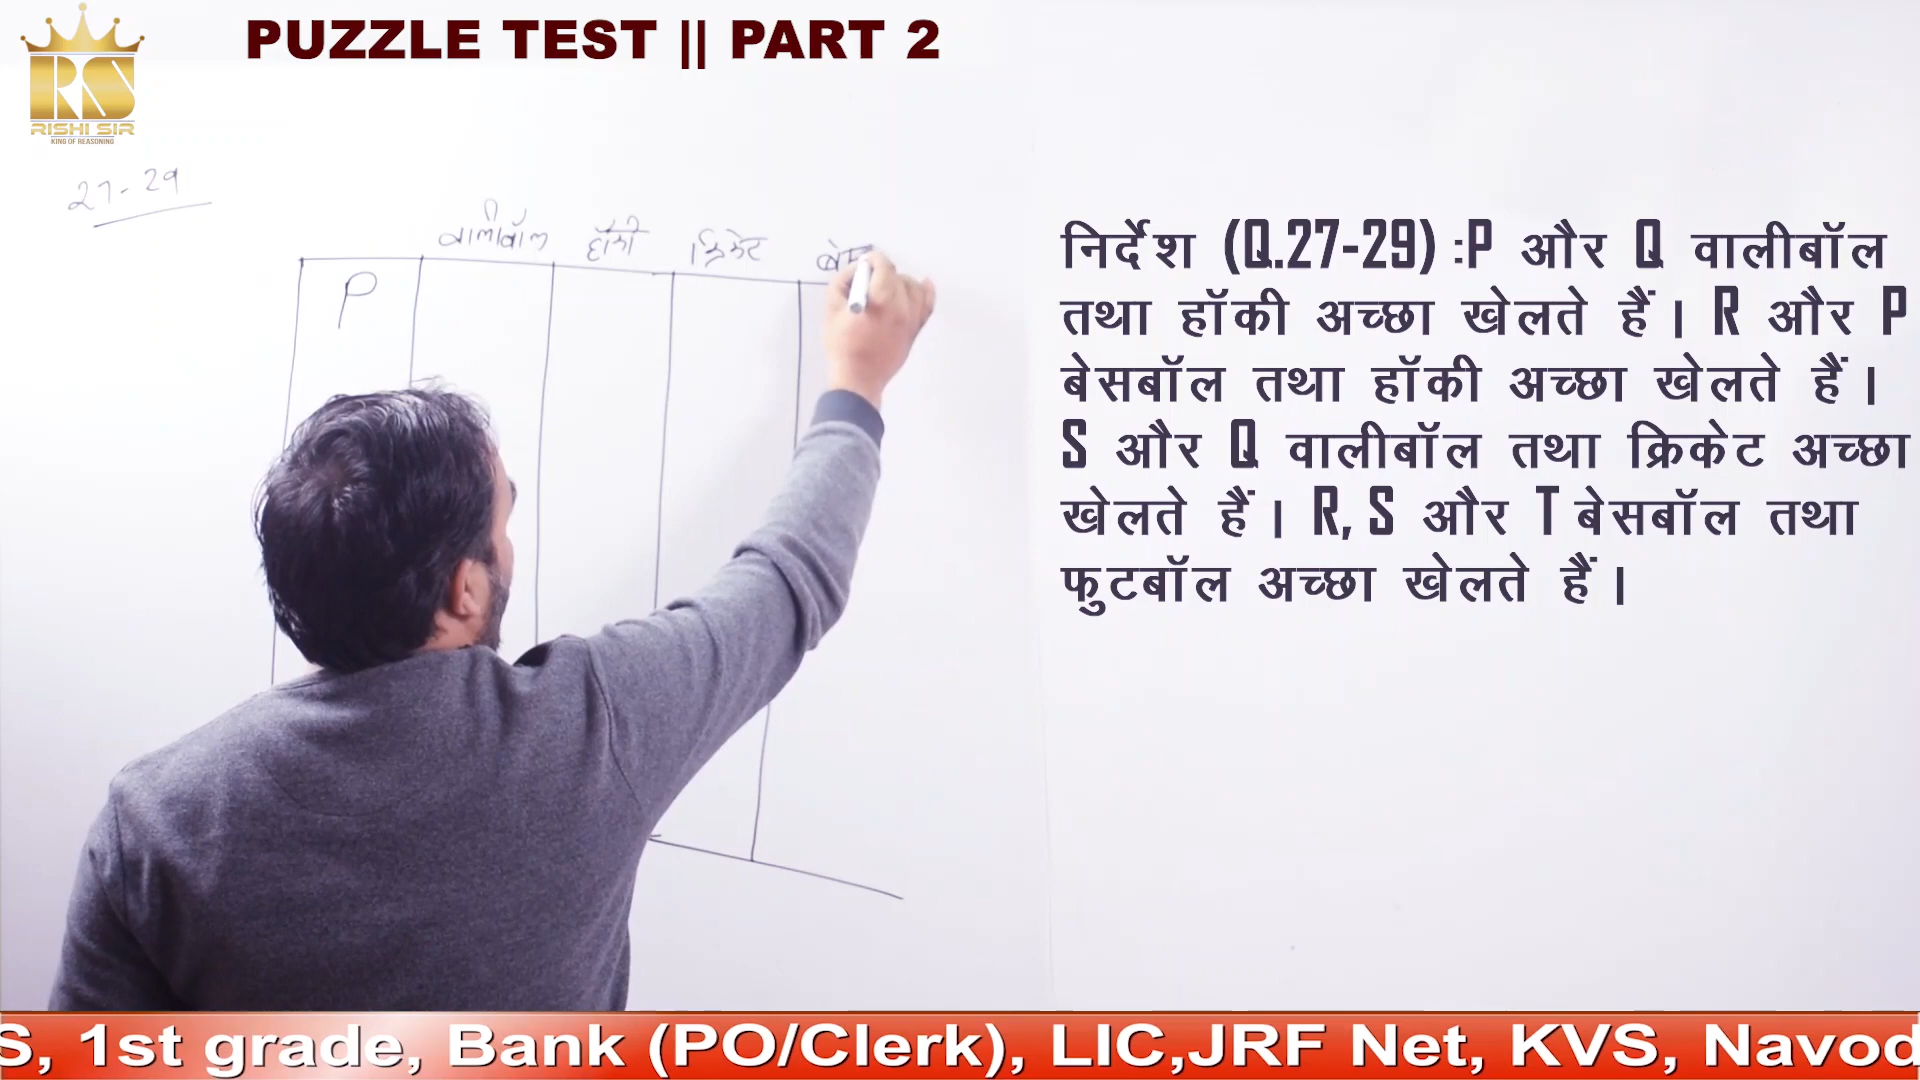 PUZZLE TEST || PART 2
RS
RISHI SIR
KING OF REASONING
27-29
वालीबॉल हॉकी क्रिकेट
P
निर्देश (Q.27-29) :P और Q वालीबॉल
तथा हॉकी अच्छा खेलते हैं। R और P
बेसबॉल तथा हॉकी अच्छा खेलते हैं।
S और Q वालीबॉल तथा क्रिकेट अच्छा
खेलते हैं। R, S और T बेसबॉल तथा
फुटबॉल अच्छा खेलते हैं।
S, 1st grade, Bank (PO/Clerk), LIC,JRF Net, KVS, Navod